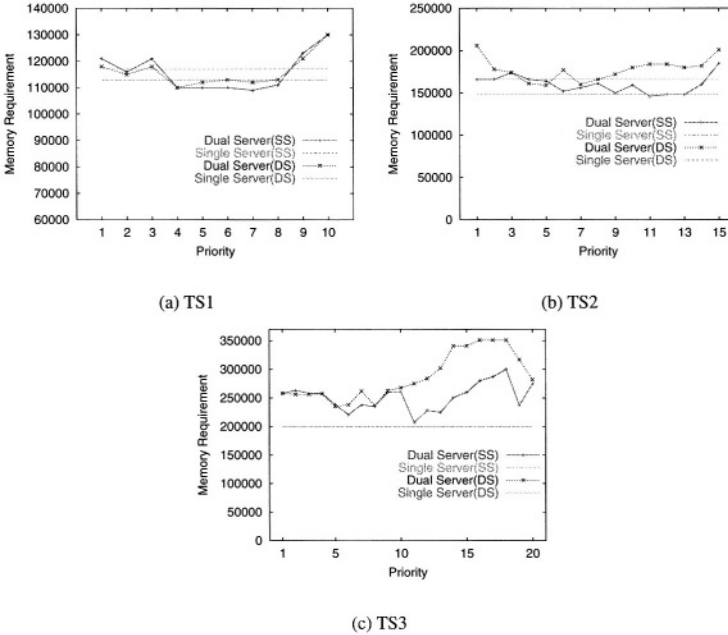 140000
130000
120000
110000
100000
90000
80000
70000
60000
Memory Requirement
Dual Server(SS)
Single Server(SS)
Dual Server(DS)
Single Server(DS)
1 2 3 4 5 6 7 8 9 10
Priority
(a) TS1
250000
200000
150000
100000
50000
0
Memory Requirement
Dual Server(SS)
Single Server(SS)
Dual Server(DS)
Single Server(DS)
1 3 5 7 9 11 13 15
Priority
(b) TS2
350000
300000
250000
200000
150000
100000
50000
0
Memory Requirement
Dual Server(SS)
Single Server(SS)
Dual Server(DS)
Single Server(DS)
1 5 10 15 20
Priority
(c) TS3